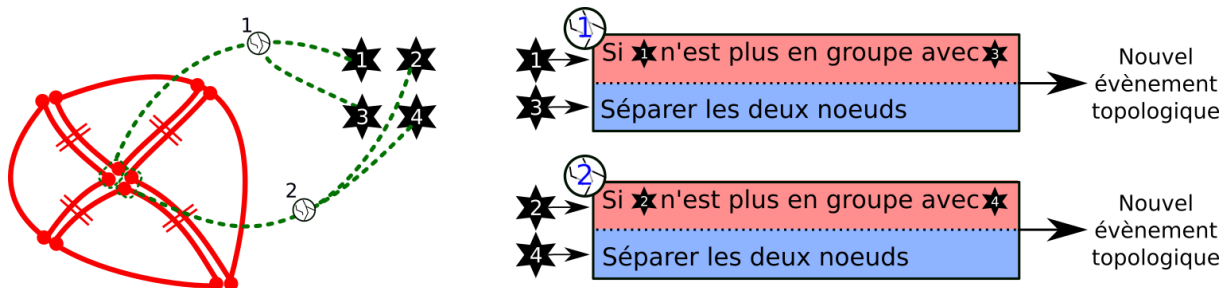 1
1 2
3 4
2
1
1
3
Si 1 n'est plus en groupe avec 3
Séparer les deux noeuds
Nouvel
évènement
topologique
2
2
4
Si 2 n'est plus en groupe avec 4
Séparer les deux noeuds
Nouvel
évènement
topologique